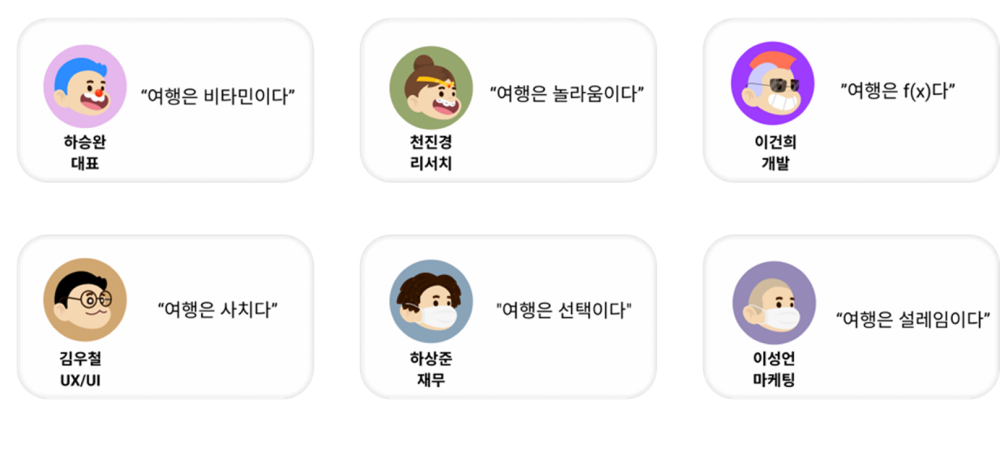 “여행은 비타민이다”
하승완
대표
“여행은 놀라움이다”
천진경
리서치
”여행은 f(x)다”
이건희
개발
“여행은 사치다”
김우철
UX/UI
"여행은 선택이다"
하상준
재무
“여행은 설레임이다”
이성언
마케팅